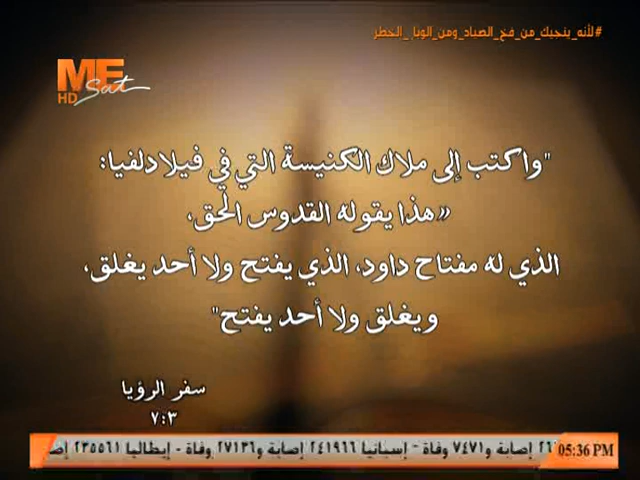 #لأنه_ينجيك_من_فخ_الصياد_ومن_الوبا_الخطر
ME
Sat
HD
"واكتب إلى ملاك الكنيسة التي في فيلادلفيا:
«هذا يقوله القدوس الحق،
الذي له مفتاح داود، الذي يفتح ولا أحد يغلق،
ويغلق ولا أحد يفتح"
سفر الرؤيا
٧:٣
إصابة و٧٤٧١ وفاة - إسبانيا ٢٤١٩٦٦ إصابة و٢٧١٣٦ وفاة - إيطاليا ٢٣٥٥٦١
05:36 PM